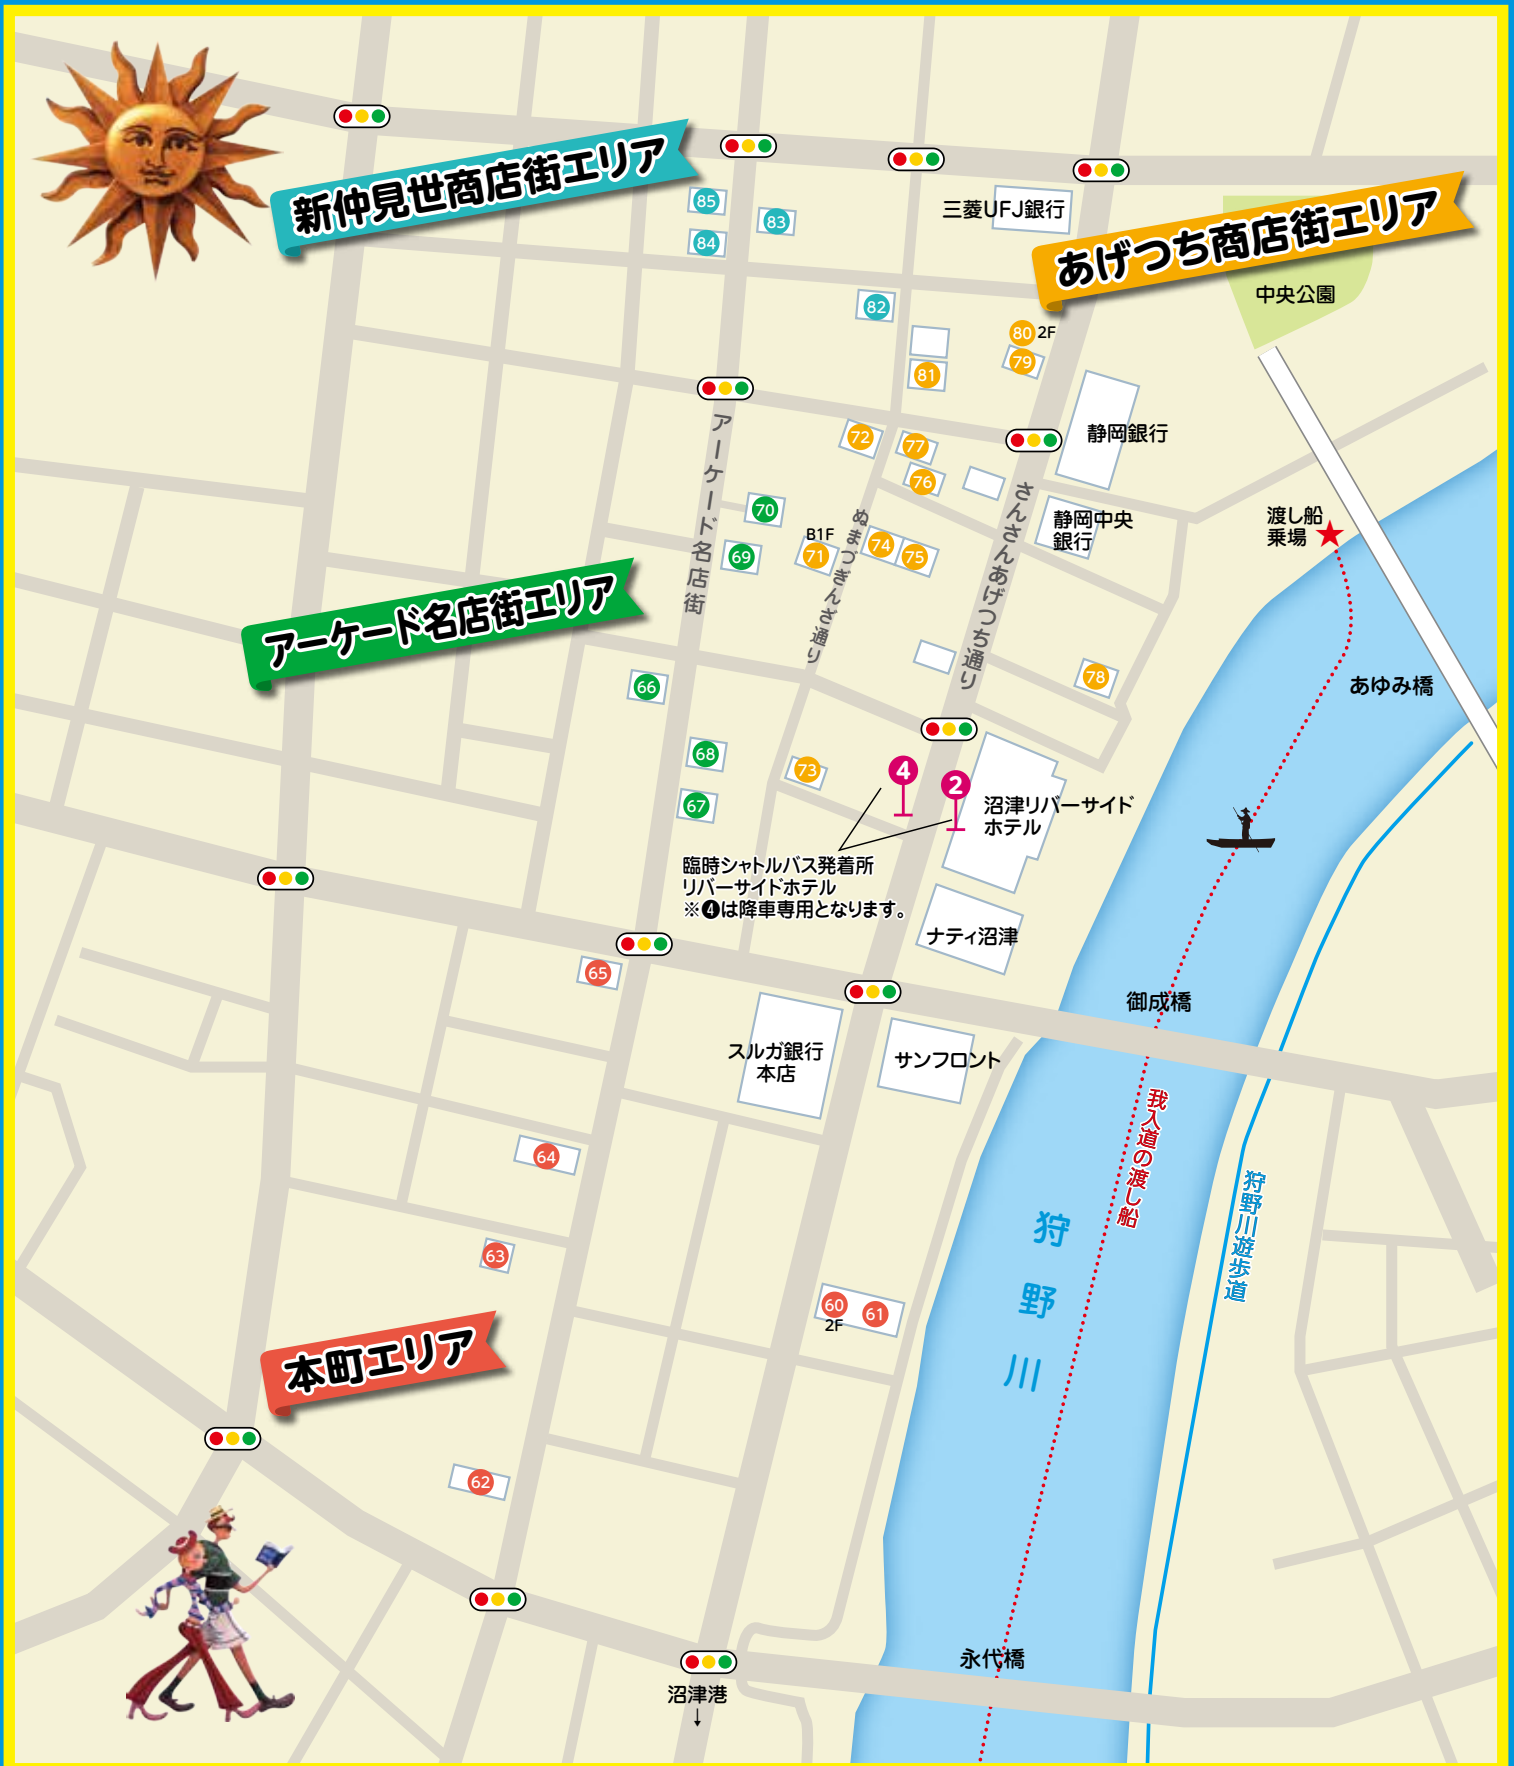 新仲見世商店街エリア
85
83
84
三菱UFJ銀行
あげつち商店街エリア
中央公園
82
80 2F
79
81
静岡銀行
アーケード名店街
72
77
76
さんさんあげつち通り
70
ぬまづぎんざ通り
静岡中央
銀行
渡し船
乗場
B1F
71
74
75
69
アーケード名店街エリア
66
78
あゆみ橋
68
73
4
2
67
沼津リバーサイド
ホテル
臨時シャトルバス発着所
リバーサイドホテル
※❹は降車専用となります。
ナティ沼津
65
御成橋
スルガ銀行
本店
サンフロント
我入道の渡し船
64
狩野川
狩野川遊歩道
63
60
2F
61
本町エリア
62
永代橋
沼津港
↓